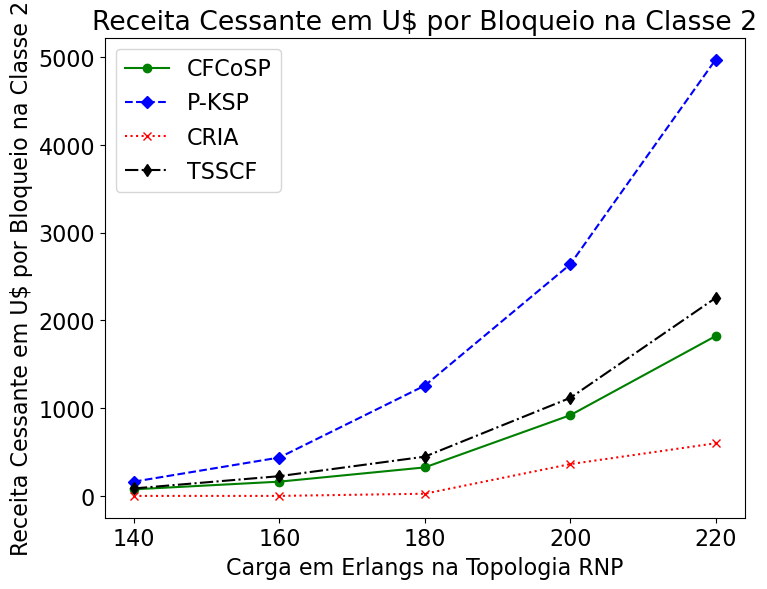 Receita Cessante em U$ por Bloqueio na Classe 2
Receita Cessante em U$ por Bloqueio na Classe 2
5000
4000
3000
2000
1000
0
CFCoSP
P-KSP
CRIA
TSSCF
140 160 180 200 220
Carga em Erlangs na Topologia RNP